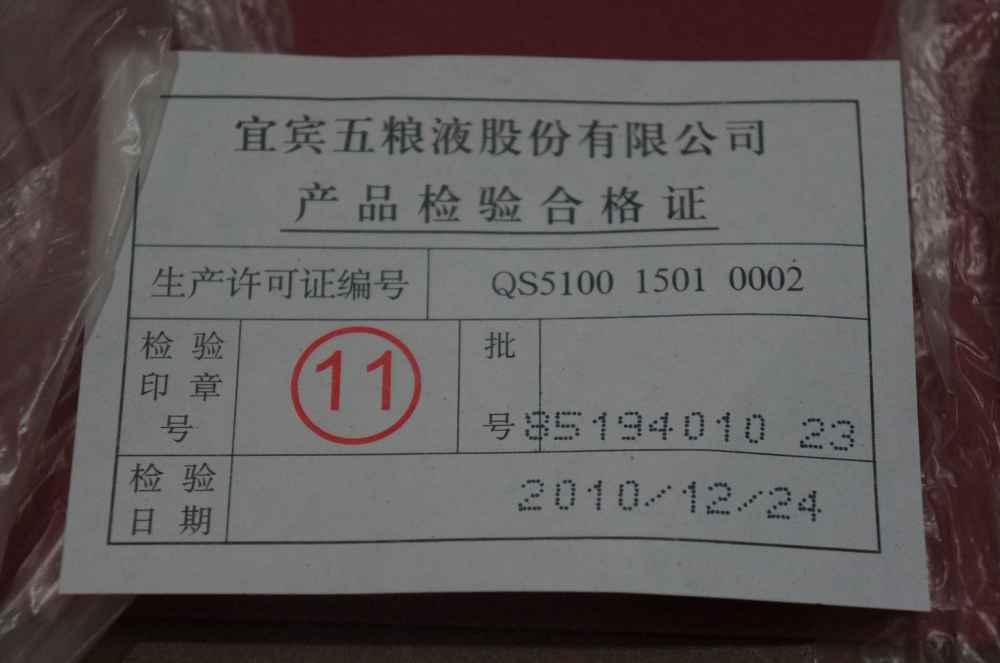 宜宾五粮液股份有限公司
产品检验合格证
生产许可证编号 QS5100 1501 0002
检验印章号 11 批号 85194010 23
检验日期 2010/12/24